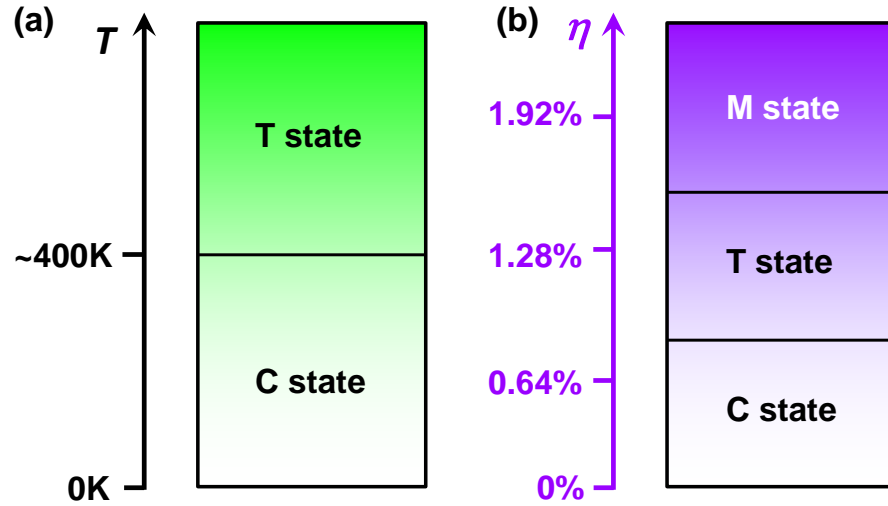 (a)
T
T state
~400K
C state
0K
(b)
η
1.92%
M state
1.28%
T state
0.64%
C state
0%